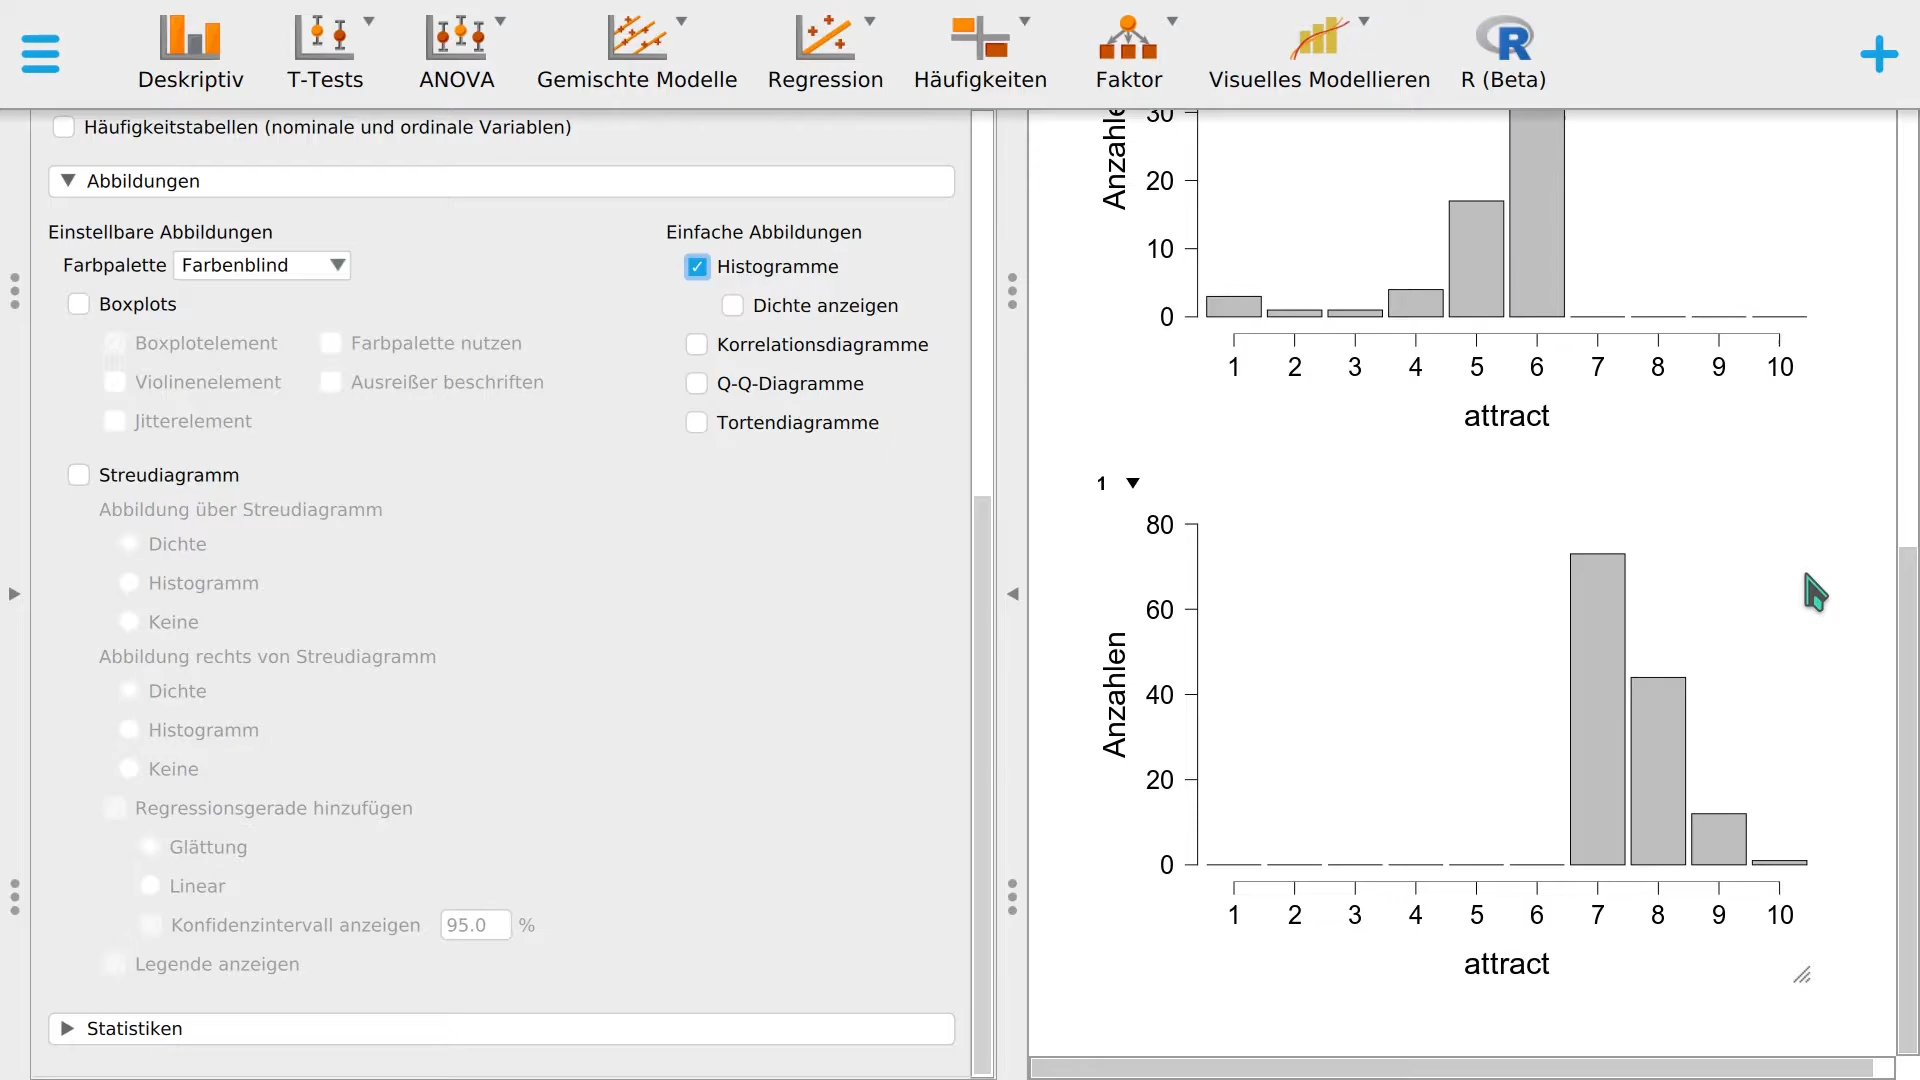 Deskriptiv
T-Tests
ANOVA
Gemischte Modelle
Regression
Häufigkeiten
Faktor
Visuelles Modellieren
R (Beta)
Häufigkeitstabellen (nominale und ordinale Variablen)
Abbildungen
Einstellbare Abbildungen
Farbpalette Farbenblind
Boxplots
Boxplotelement Farbpalette nutzen
Violinenelement Ausreißer beschriften
Jitterelement
Einfache Abbildungen
Histogramme
Dichte anzeigen
Korrelationsdiagramme
Q-Q-Diagramme
Tortendiagramme
Streudiagramm
Abbildung über Streudiagramm
Dichte
Histogramm
Keine
Abbildung rechts von Streudiagramm
Dichte
Histogramm
Keine
Regressionsgerade hinzufügen
Glättung
Linear
Konfidenzintervall anzeigen 95.0 %
Legende anzeigen
Statistiken
30
20
10
0
1 2 3 4 5 6 7 8 9 10
attract
1
80
60
40
20
0
Anzahlen
1 2 3 4 5 6 7 8 9 10
attract